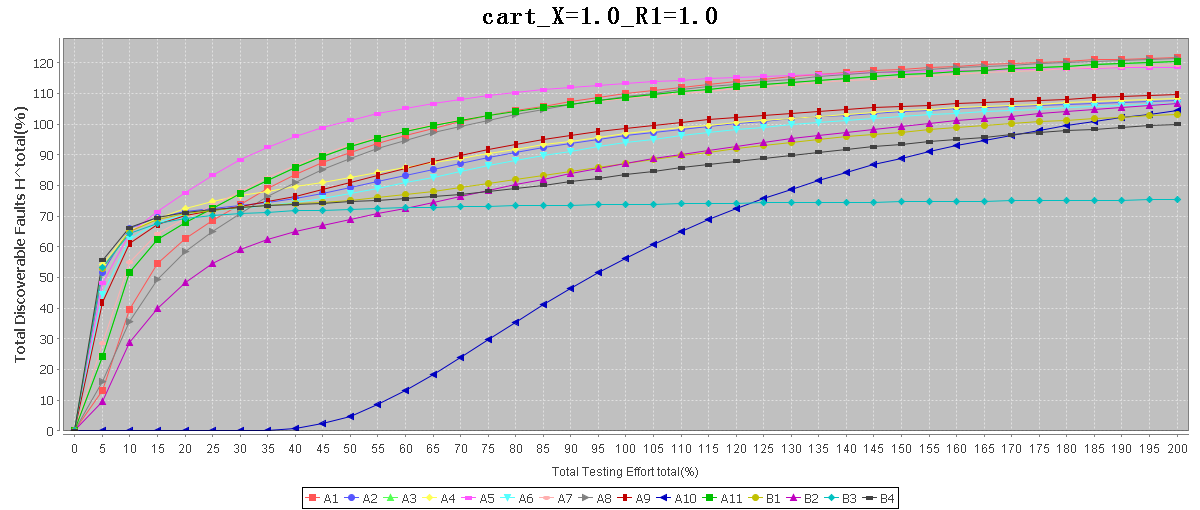 cart_X=1.0_R1=1.0
Total Discoverable Faults H^total(%)
120
110
100
90
80
70
60
50
40
30
20
10
0
0 5 10 15 20 25 30 35 40 45 50 55 60 65 70 75 80 85 90 95 100 105 110 115 120 125 130 135 140 145 150 155 160 165 170 175 180 185 190 195 200
Total Testing Effort total(%)
A1 A2 A3 A4 A5 A6 A7 A8 A9 A10 A11 B1 B2 B3 B4